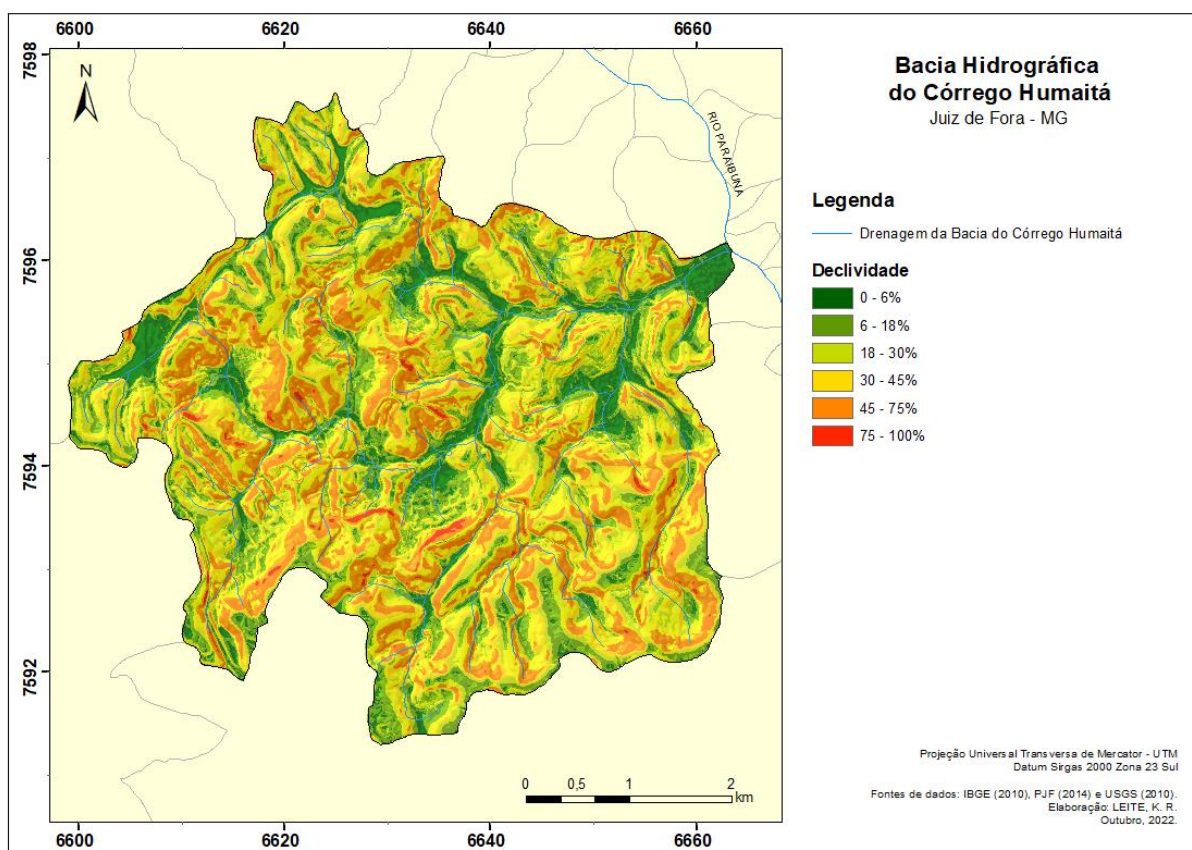 6600 6620 6640 6660
7598
7596
7594
7592
N
RIO PARAIBUNA
0 0,5 1 2
km
6600 6620 6640 6660
Bacia Hidrográfica
do Córrego Humaitá
Juiz de Fora - MG
Legenda
Drenagem da Bacia do Córrego Humaitá
Declividade
0 - 6%
6 - 18%
18 - 30%
30 - 45%
45 - 75%
75 - 100%
Projeção Universal Transversa de Mercator - UTM
Datum Sirgas 2000 Zona 23 Sul
Fontes de dados: IBGE (2010), PJF (2014) e USGS (2010).
Elaboração: LEITE, K. R.
Outubro, 2022.